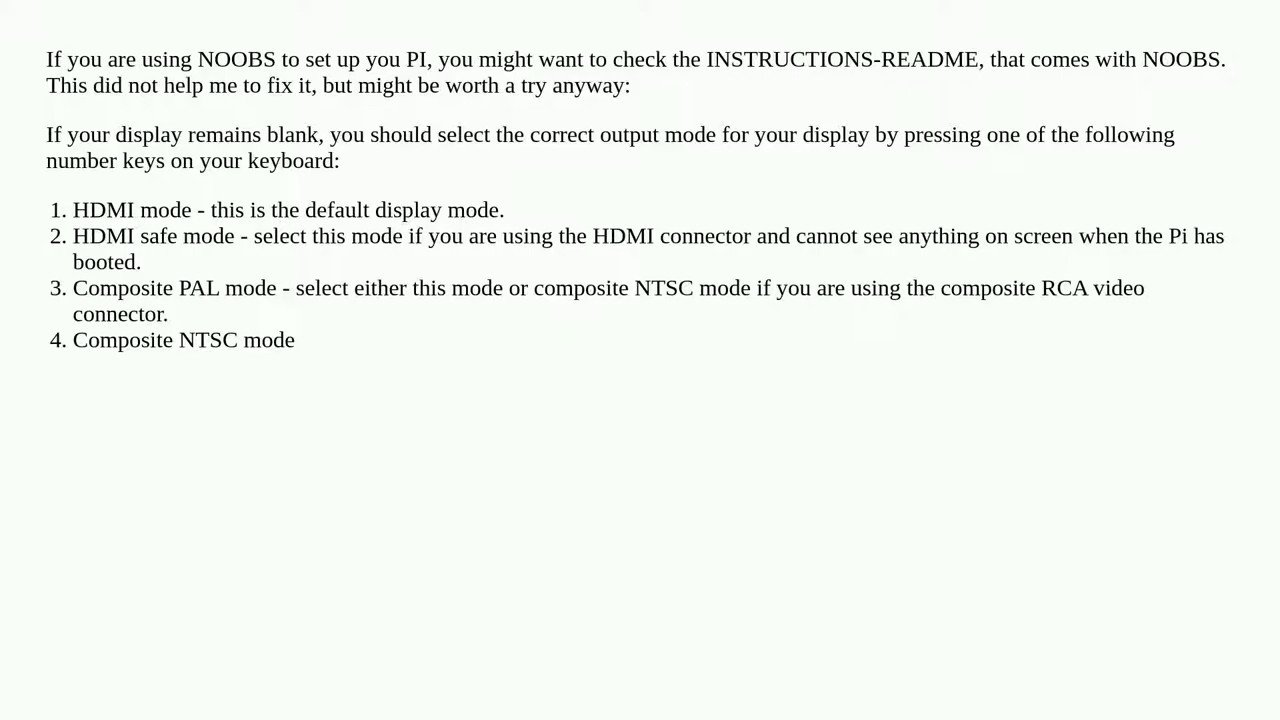 If you are using NOOBS to set up you PI, you might want to check the INSTRUCTIONS-README, that comes with NOOBS.
This did not help me to fix it, but might be worth a try anyway:
If your display remains blank, you should select the correct output mode for your display by pressing one of the following
number keys on your keyboard:
1. HDMI mode - this is the default display mode.
2. HDMI safe mode - select this mode if you are using the HDMI connector and cannot see anything on screen when the Pi has
booted.
3. Composite PAL mode - select either this mode or composite NTSC mode if you are using the composite RCA video
connector.
4. Composite NTSC mode